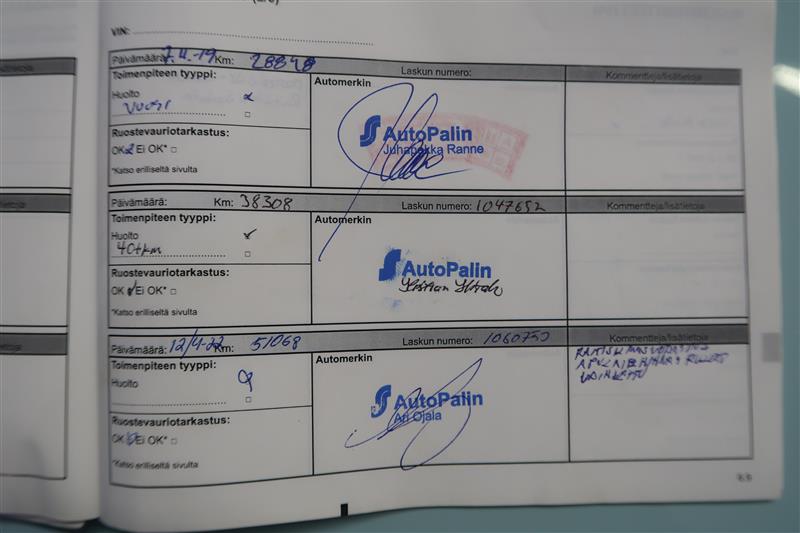 VIN:
Päivämäärä: 7.11.-19 Km: 28848 Laskun numero: Kommentteja/lisätietoja
Toimenpiteen tyyppi: Automerkin
Huolto
VUOSI
AutoPalin
Juhapekka Ranne
Ruostevauriotarkastus:
OK Ei OK* □
*Katso erilliseltä sivulta
Päivämäärä: Km: 38308 Laskun numero: 1047652 Kommentteja/lisätietoja
Toimenpiteen tyyppi: Automerkin
Huolto
40tkm
AutoPalin
Ruostevauriotarkastus:
OK Ei OK* □
*Katso erilliseltä sivulta
Päivämäärä: 12/4-22 Km: 51068 Laskun numero: 1060750 Kommentteja/lisätietoja
Toimenpiteen tyyppi: Automerkin
Huolto
AutoPalin
Ari Ojala
Ruostevauriotarkastus:
OK Ei OK* □
*Katso erilliseltä sivulta